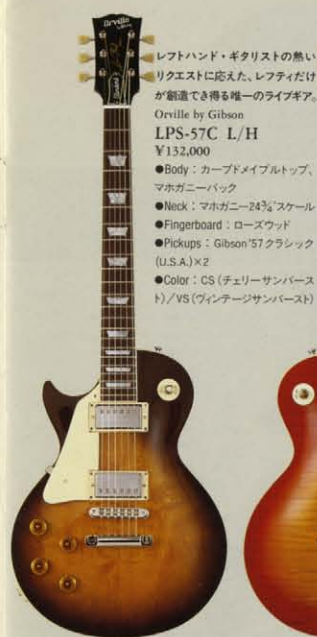 Orville
by Gibson
レフトハンド・ギタリストの熱い
リクエストに応えた、レフティだけ
が創造でき得る唯一のライブギア。
Orville by Gibson
LPS-57C L/H
¥132,000
●Body：カーブドメイプルトップ、
マホガニーバック
●Neck：マホガニー24¾"スケール
●Fingerboard：ローズウッド
●Pickups：Gibson '57クラシック
(U.S.A.)×2
●Color：CS（チェリーサンバース
ト）／VS（ヴィンテージサンバースト）